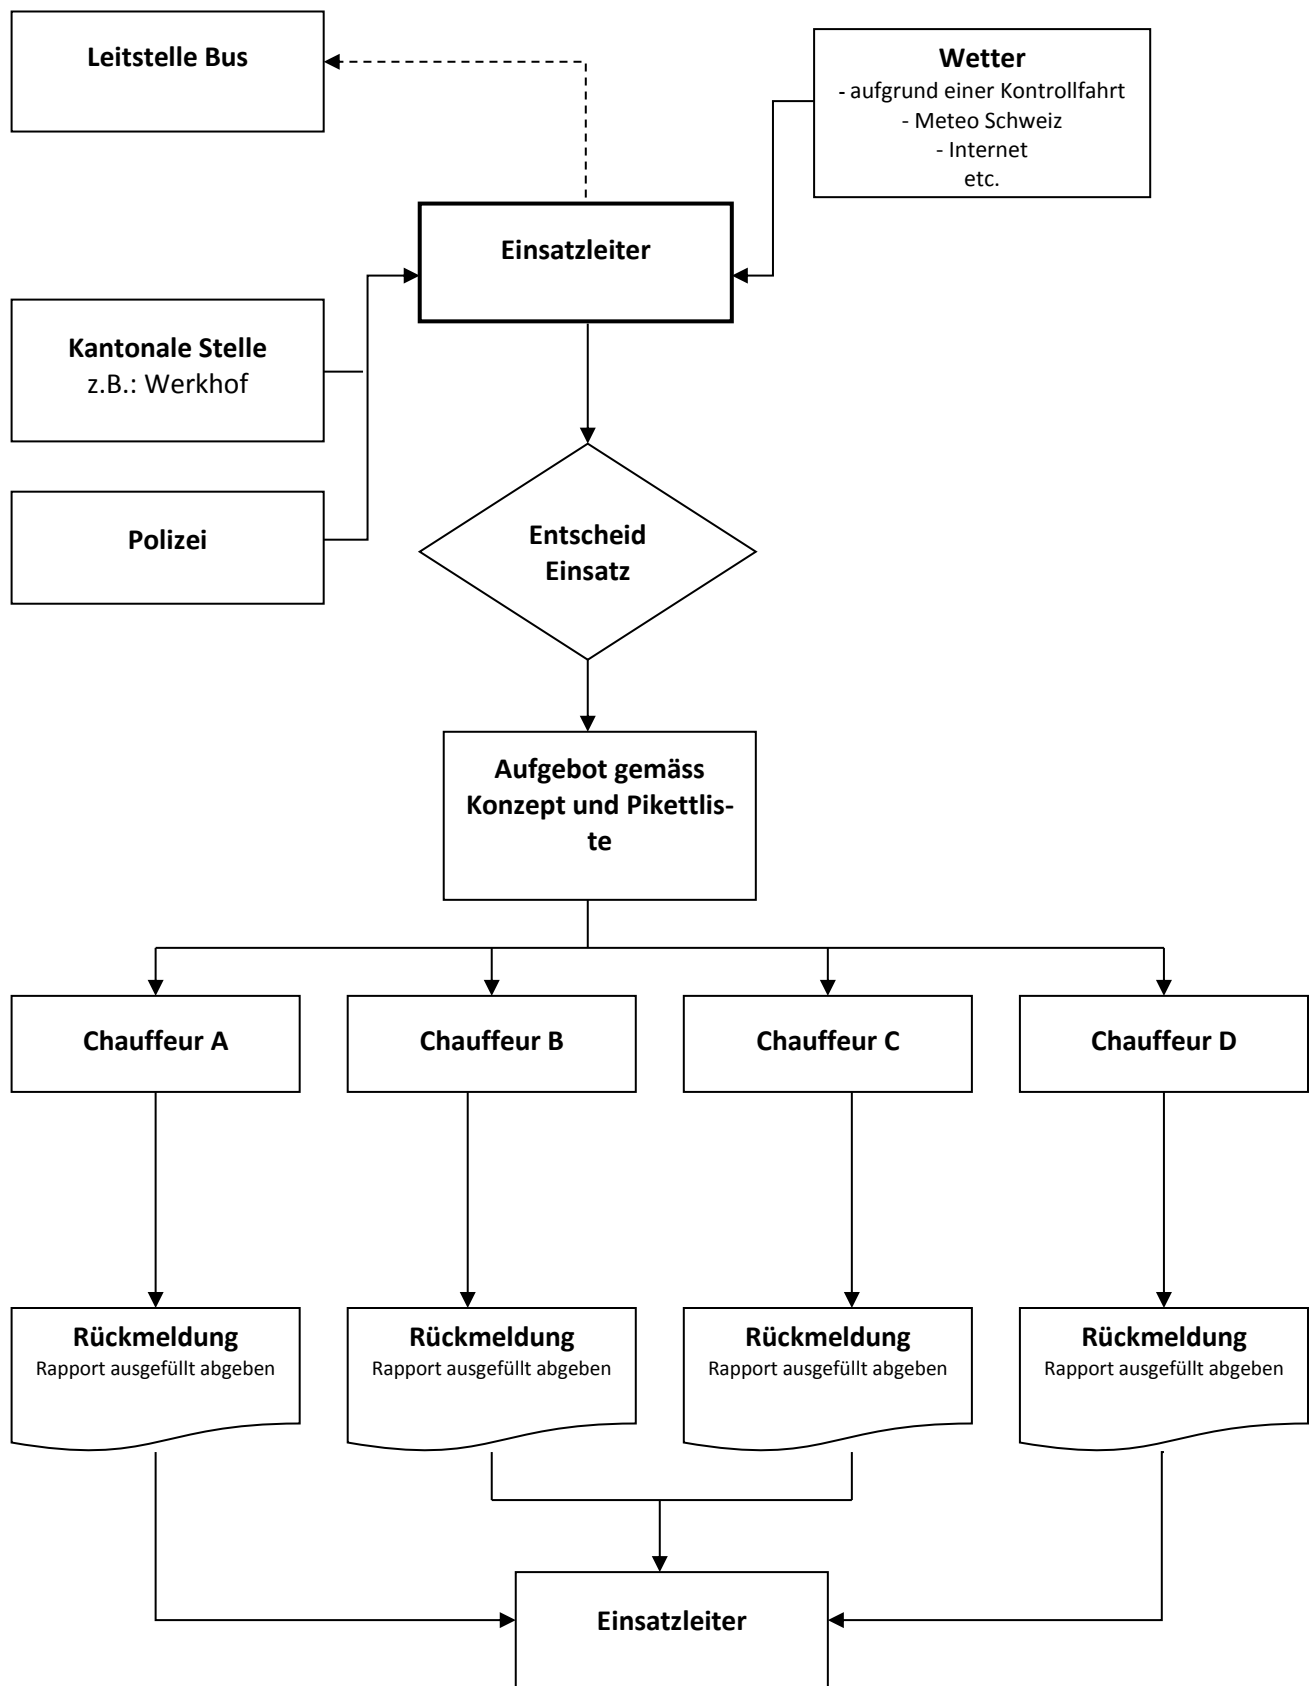 Leitstelle Bus
Wetter
- aufgrund einer Kontrollfahrt
- Meteo Schweiz
- Internet
etc.
Einsatzleiter
Kantonale Stelle
z.B.: Werkhof
Polizei
Entscheid
Einsatz
Aufgebot gemäss
Konzept und Pikettlis-
te
Chauffeur A
Chauffeur B
Chauffeur C
Chauffeur D
Rückmeldung
Rapport ausgefüllt abgeben
Rückmeldung
Rapport ausgefüllt abgeben
Rückmeldung
Rapport ausgefüllt abgeben
Rückmeldung
Rapport ausgefüllt abgeben
Einsatzleiter